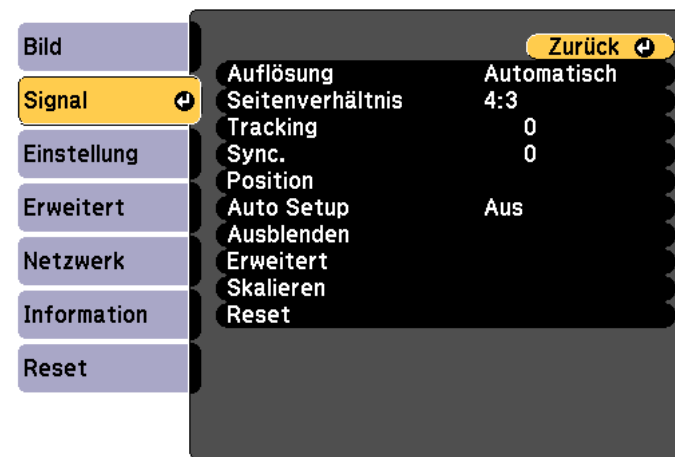 Bild
Signal
Einstellung
Erweitert
Netzwerk
Information
Reset
Zurück
Auflösung Automatisch
Seitenverhältnis 4:3
Tracking 0
Sync. 0
Position
Auto Setup Aus
Ausblenden
Erweitert
Skalieren
Reset